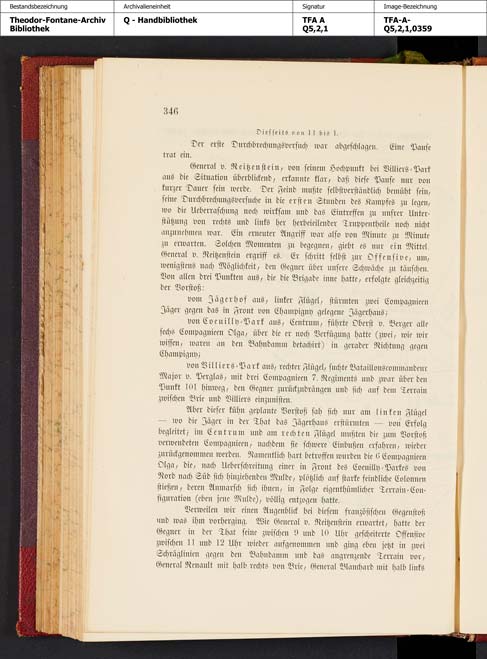 Bestandsbezeichnung
Archivalieneinheit
Signatur
Image-Bezeichnung
Theodor-Fontane-Archiv
Bibliothek
Q - Handbibliothek
TFA A
Q5,2,1
TFA-A-
Q5,2,1,0359
346
Diesseits von 11 bis 1.
Der erste Durchbrechungsversuch war abgeschlagen. Eine Pause
trat ein.
General v. Reitzenstein, von seinem Hochpunkt bei Villiers-Park
aus die Situation überblickend, erkannte klar, daß diese Pause nur von
kurzer Dauer sein werde. Der Feind mußte selbstverständlich bemüht sein,
seine Durchbrechungsversuche in die ersten Stunden des Kampfes zu legen,
wo die Ueberraschung noch wirksam und das Eintreffen zu unsrer Unter-
stützung von rechts und links her herbeieilender Truppentheile noch nicht
anzunehmen war. Ein erneuter Angriff war also von Minute zu Minute
zu erwarten. Solchen Momenten zu begegnen, giebt es nur ein Mittel.
General v. Reitzenstein ergriff es. Er schritt selbst zur Offensive, um,
wenigstens nach Möglichkeit, den Gegner über unsere Schwäche zu täuschen.
Von allen drei Punkten aus, die die Brigade inne hatte, erfolgte gleichzeitig
der Vorstoß:
vom Jägerhof aus, linker Flügel, stürmten zwei Compagnieen
Jäger gegen das in Front von Champigny gelegene Jägerhaus;
von Coeuilly-Park aus, Centrum, führte Oberst v. Berger alle
sechs Compagnieen Olga, über die er noch Verfügung hatte (zwei, wie wir
wissen, waren an den Bahndamm detachirt) in gerader Richtung gegen
Champigny;
von Villiers-Park aus, rechter Flügel, suchte Bataillonscommandeur
Major v. Perglas, mit drei Compagnieen 7. Regiments und zwar über den
Punkt 101 hinweg, den Gegner zurückzudrängen und sich auf dem Terrain
zwischen Brie und Villiers einzunisten.
Aber dieser kühn geplante Vorstoß sah sich nur am linken Flügel
— wo die Jäger in der That das Jägerhaus erstürmten — von Erfolg
begleitet; im Centrum und am rechten Flügel mußten die zum Vorstoß
verwendeten Compagnieen, nachdem sie schwere Einbußen erfahren, wieder
zurückgenommen werden. Namentlich hart betroffen wurden die 6 Compagnieen
Olga, die, nach Ueberschreitung einer in Front des Coeuilly-Parkes von
Nord nach Süd sich hinziehenden Mulde, plötzlich auf starke feindliche Colonnen
stießen, deren Anmarsch sich ihnen, in Folge eigenthümlicher Terrain-Con-
figuration (eben jene Mulde), völlig entzogen hatte.
Verweilen wir einen Augenblick bei diesem französischen Gegenstoß
und was ihm vorherging. Wie General v. Reitzenstein erwartet, hatte der
Gegner in der That seine zwischen 9 und 10 Uhr gescheiterte Offensive
zwischen 11 und 12 Uhr wieder aufgenommen und ging eben jetzt in zwei
Schräglinien gegen den Bahndamm und das angrenzende Terrain vor,
General Renault mit halb rechts von Brie, General Blanchard mit halb links